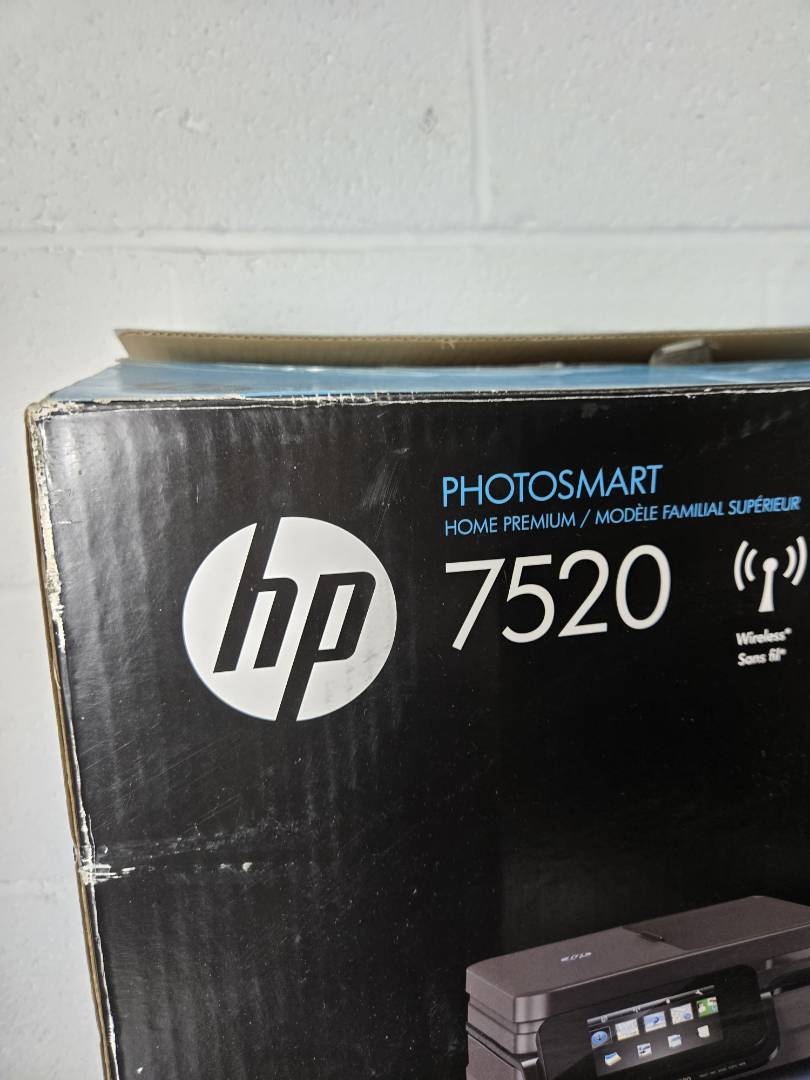 PHOTOSMART
HOME PREMIUM / MODÈLE FAMILIAL SUPÉRIEUR
hp
7520
Wireless*
Sans fil*